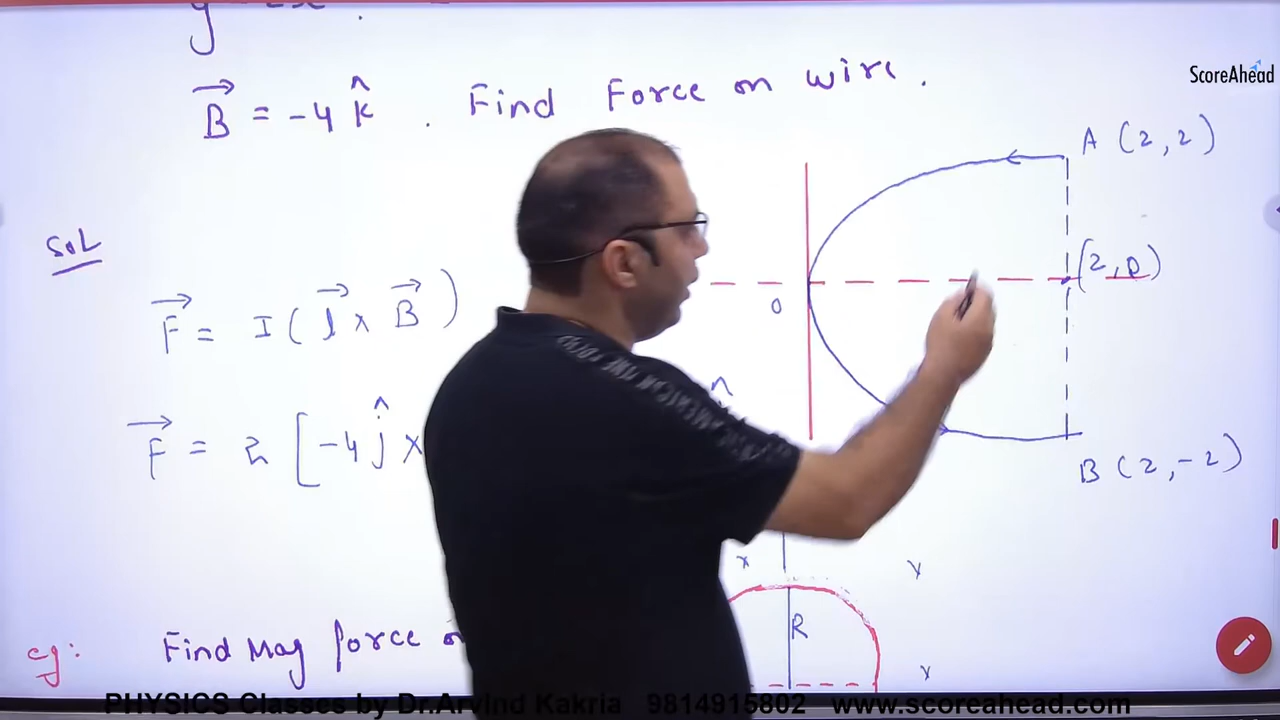 ScoreAhead
B = -4 k̂ . Find Force on wire.
A (2, 2)
Sol
(2, 0)
F = I ( l x B )
O
F = 2 [ -4 ĵ x
B (2, -2)
x
y
R
eg: Find Mag force
x
PHYSICS Classes by Dr.Arvind Kakria 9814915802 www.scoreahead.com